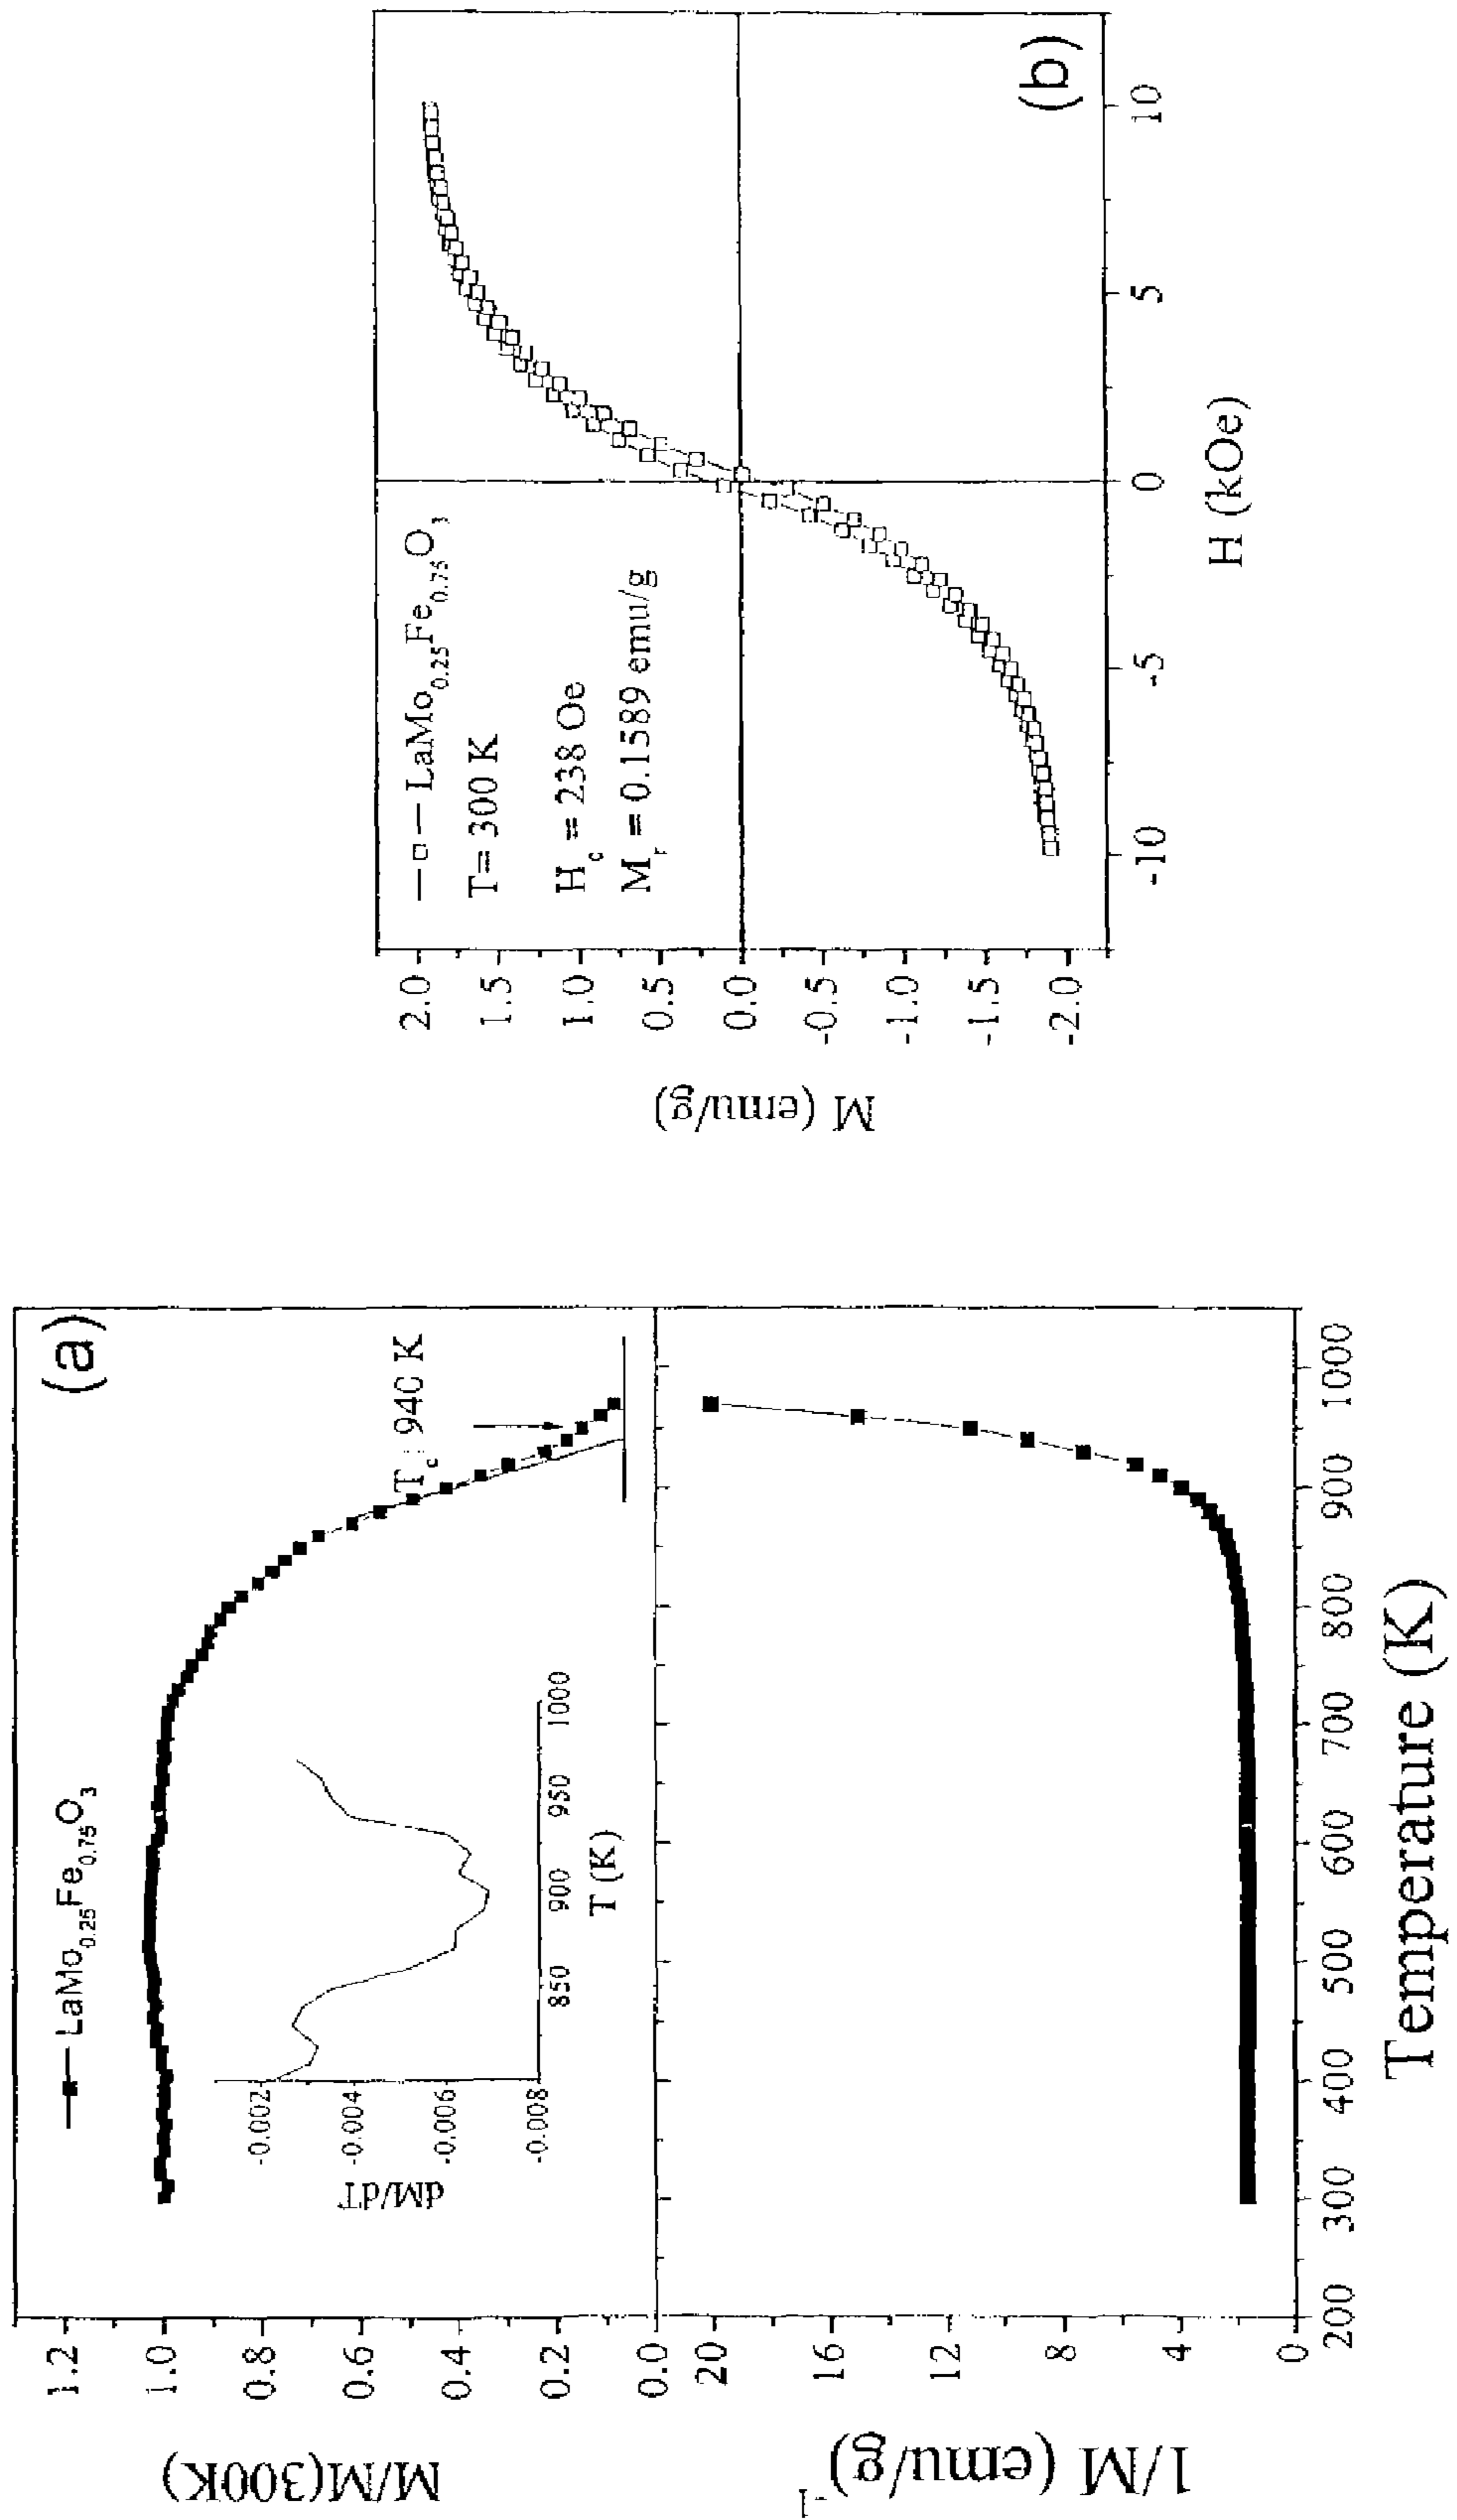 (a)
LaMo0.25Fe0.75O3
Tc: 940 K
M/M(300K)
1.2
1.0
0.8
0.6
0.4
0.0
dM/dT
-0.002
-0.004
-0.006
-0.008
850 900 950 1000
T (K)
1/M (emu/g)-1
20
16
12
8
4
0
200 300 400 500 600 700 800 900 1000
Temperature (K)
(b)
LaMo0.25Fe0.75O3
T= 300 K
Hc = 238 Oe
Mr = 0.1589 emu/g
M (emu/g)
2.0
1.5
1.0
0.5
0.0
-0.5
-1.0
-1.5
-2.0
-10 -5 0 5 10
H (kOe)